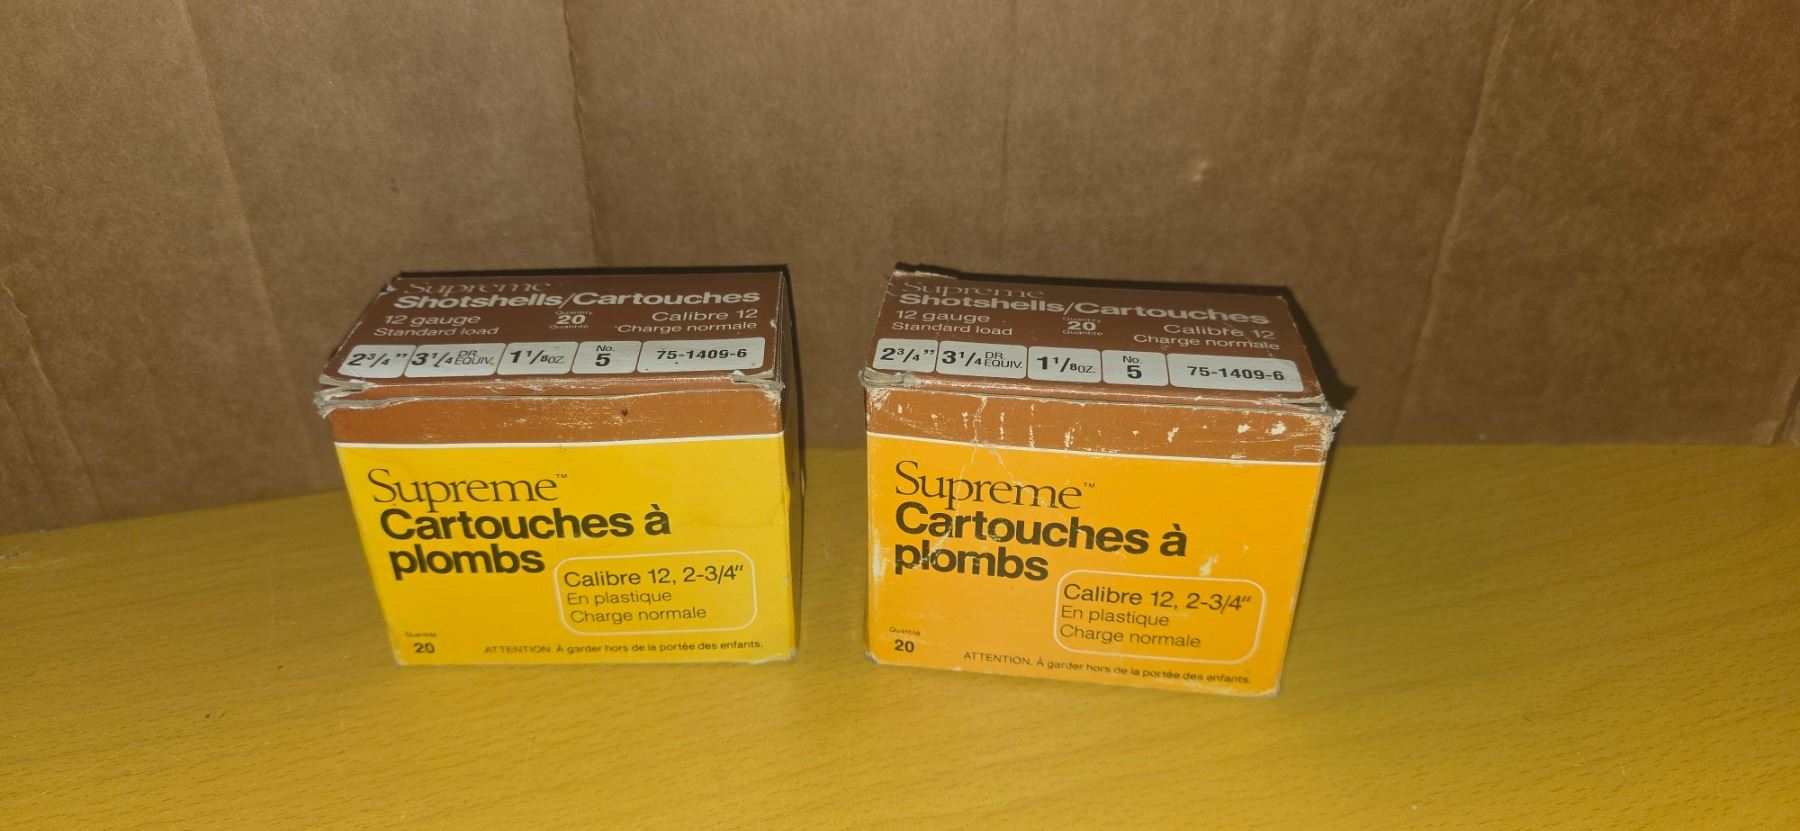 Supreme
Shotshells/Cartouches
12 gauge
Standard load
Quantity
20
Quantité
Calibre 12
Charge normale
2 3/4"
3 1/4 DR. EQUIV.
1 1/8 OZ.
No. 5
75-1409-6
Supreme™
Cartouches à
plombs
Calibre 12, 2-3/4"
En plastique
Charge normale
Quantité
20
ATTENTION. À garder hors de la portée des enfants.
Supreme
Shotshells/Cartouches
12 gauge
Standard load
Quantity
20
Quantité
Calibre 12
Charge normale
2 3/4"
3 1/4 DR. EQUIV.
1 1/8 OZ.
No. 5
75-1409-6
Supreme™
Cartouches à
plombs
Calibre 12, 2-3/4"
En plastique
Charge normale
Quantité
20
ATTENTION. À garder hors de la portée des enfants.